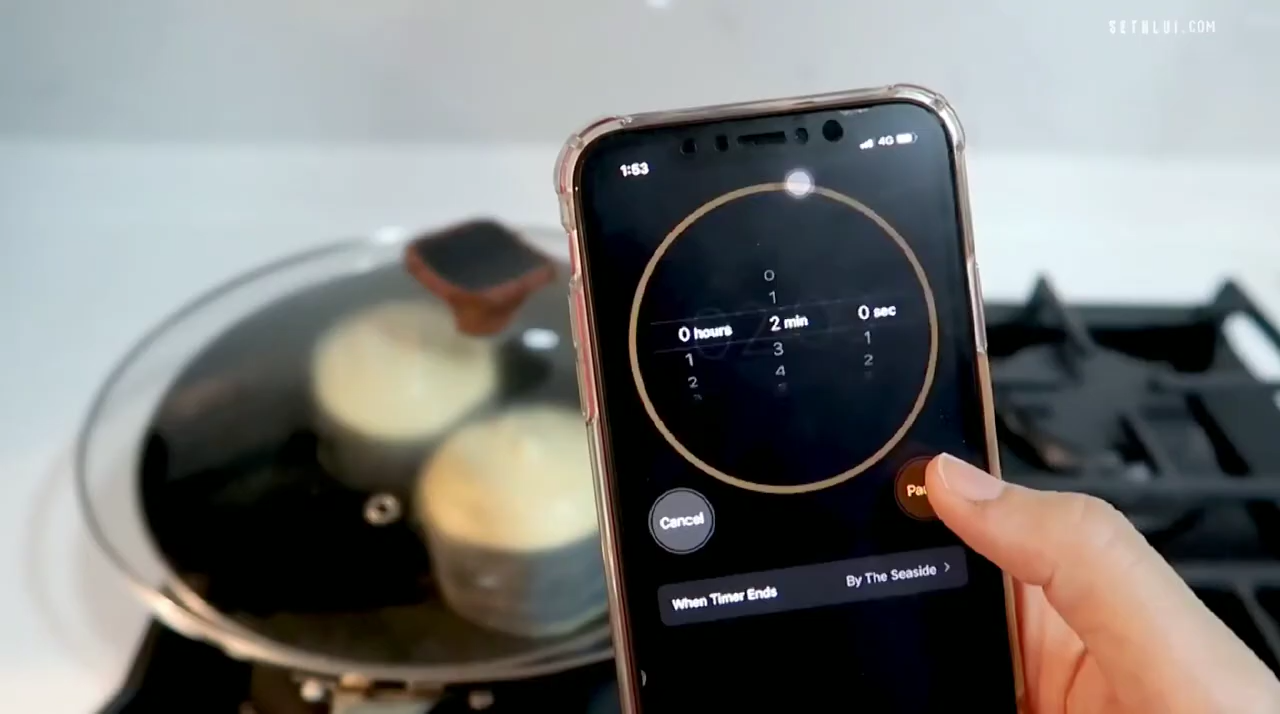 SETHLUI.COM
1:53
4G
0
1
0 hours 2 min 0 sec
1 3 1
2 4 2
Cancel
When Timer Ends By The Seaside